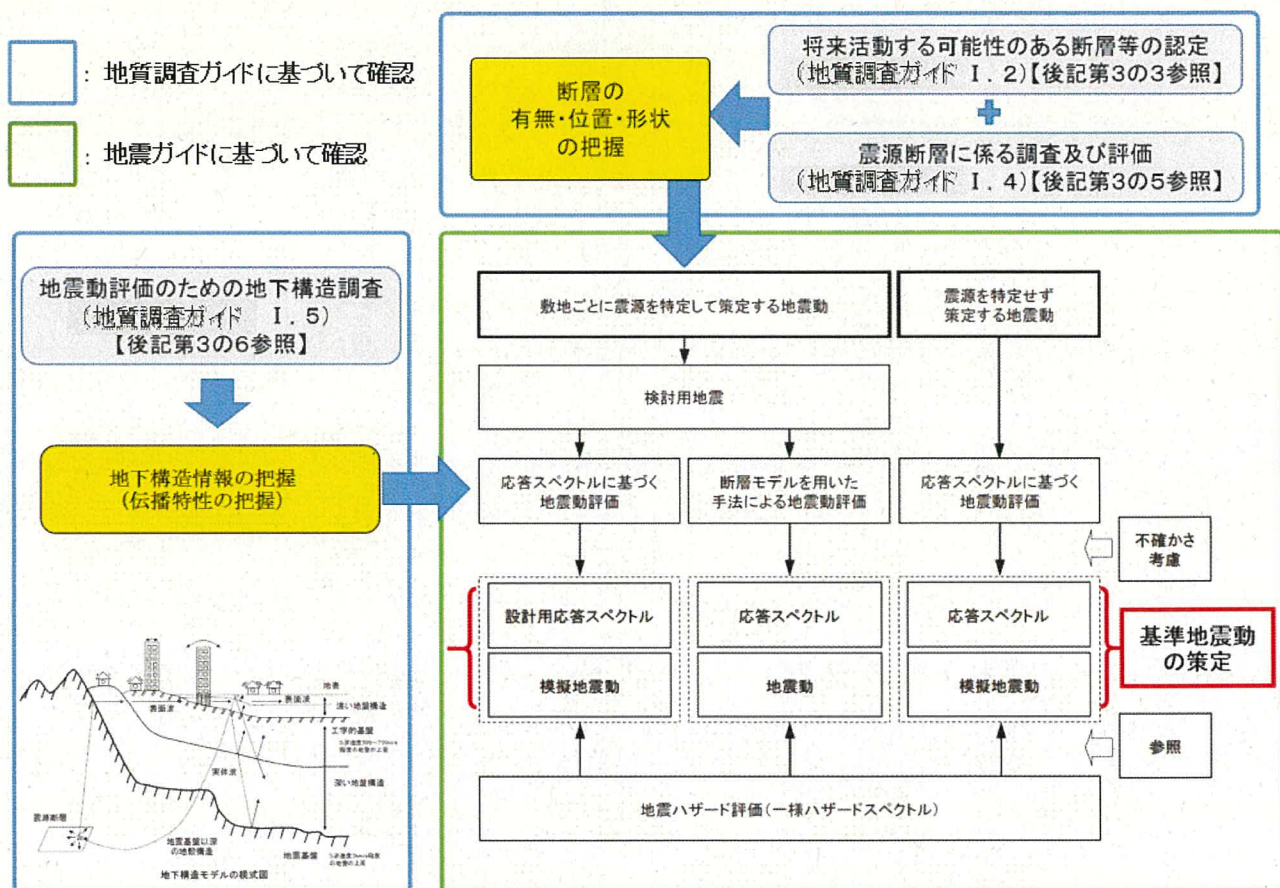 : 地質調査ガイドに基づいて確認
: 地震ガイドに基づいて確認
断層の
有無・位置・形状
の把握
将来活動する可能性のある断層等の認定
(地質調査ガイド Ⅰ.2)【後記第3の3参照】
震源断層に係る調査及び評価
(地質調査ガイド Ⅰ.4)【後記第3の5参照】
地震動評価のための地下構造調査
(地質調査ガイド Ⅰ.5)
【後記第3の6参照】
地下構造情報の把握
(伝播特性の把握)
敷地ごとに震源を特定して策定する地震動
震源を特定せず
策定する地震動
検討用地震
応答スペクトルに基づく
地震動評価
断層モデルを用いた
手法による地震動評価
応答スペクトルに基づく
地震動評価
不確かさ
考慮
設計用応答スペクトル
模擬地震動
応答スペクトル
地震動
応答スペクトル
模擬地震動
基準地震動
の策定
参照
地震ハザード評価(一様ハザードスペクトル)
地表
表面波
表面波
浅い地盤構造
工学的基盤
実体波
深い地盤構造
震源断層
地震基盤以深
の地殻構造
地震基盤
地下構造モデルの模式図